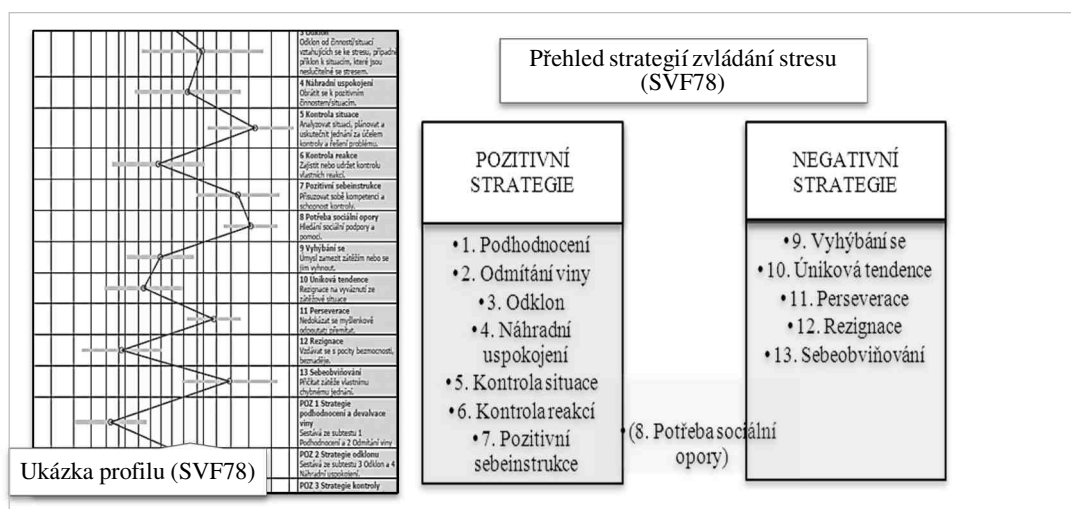 3 Odklon
Odklon od činností/situací
vztahujících se ke stresu, případně
příklon k situacím, které jsou
neslučitelné se stresem.
4 Náhradní uspokojení
Obrátit se k pozitivním
činnostem/situacím.
5 Kontrola situace
Analyzovat situaci, plánovat a
uskutečnit jednání za účelem
kontroly a řešení problému.
6 Kontrola reakce
Zajistit nebo udržet kontrolu
vlastních reakcí.
7 Pozitivní sebeinstrukce
Přisuzovat sobě kompetenci a
schopnost kontroly.
8 Potřeba sociální opory
Hledání sociální podpory a
pomoci.
9 Vyhýbání se
Úmysl zamezit zátěžím nebo se
jim vyhnout.
10 Úniková tendence
Rezignace na vyváznutí ze
zátěžové situace
11 Perseverace
Nedokázat se myšlenkově
odpoutat; přemítat.
12 Rezignace
Vzdávat se s pocity bezmocnosti,
beznaděje.
13 Sebeobviňování
Přičítat zátěže vlastnímu
chybnému jednání.
POZ 1 Strategie
podhodnocení a devalvace
viny
Sestává ze subtestu 1
Podhodnocení a 2 Odmítání viny
POZ 2 Strategie odklonu
Sestává ze subtestu 3 Odklon a 4
Náhradní uspokojení.
POZ 3 Strategie kontroly
Ukázka profilu (SVF78)
Přehled strategií zvládání stresu
(SVF78)
POZITIVNÍ
STRATEGIE
•1. Podhodnocení
•2. Odmítání viny
•3. Odklon
•4. Náhradní
uspokojení
•5. Kontrola situace
•6. Kontrola reakcí
•7. Pozitivní
sebeinstrukce
•(8. Potřeba sociální
opory)
NEGATIVNÍ
STRATEGIE
•9. Vyhýbání se
•10. Úniková tendence
•11. Perseverace
•12. Rezignace
•13. Sebeobviňování